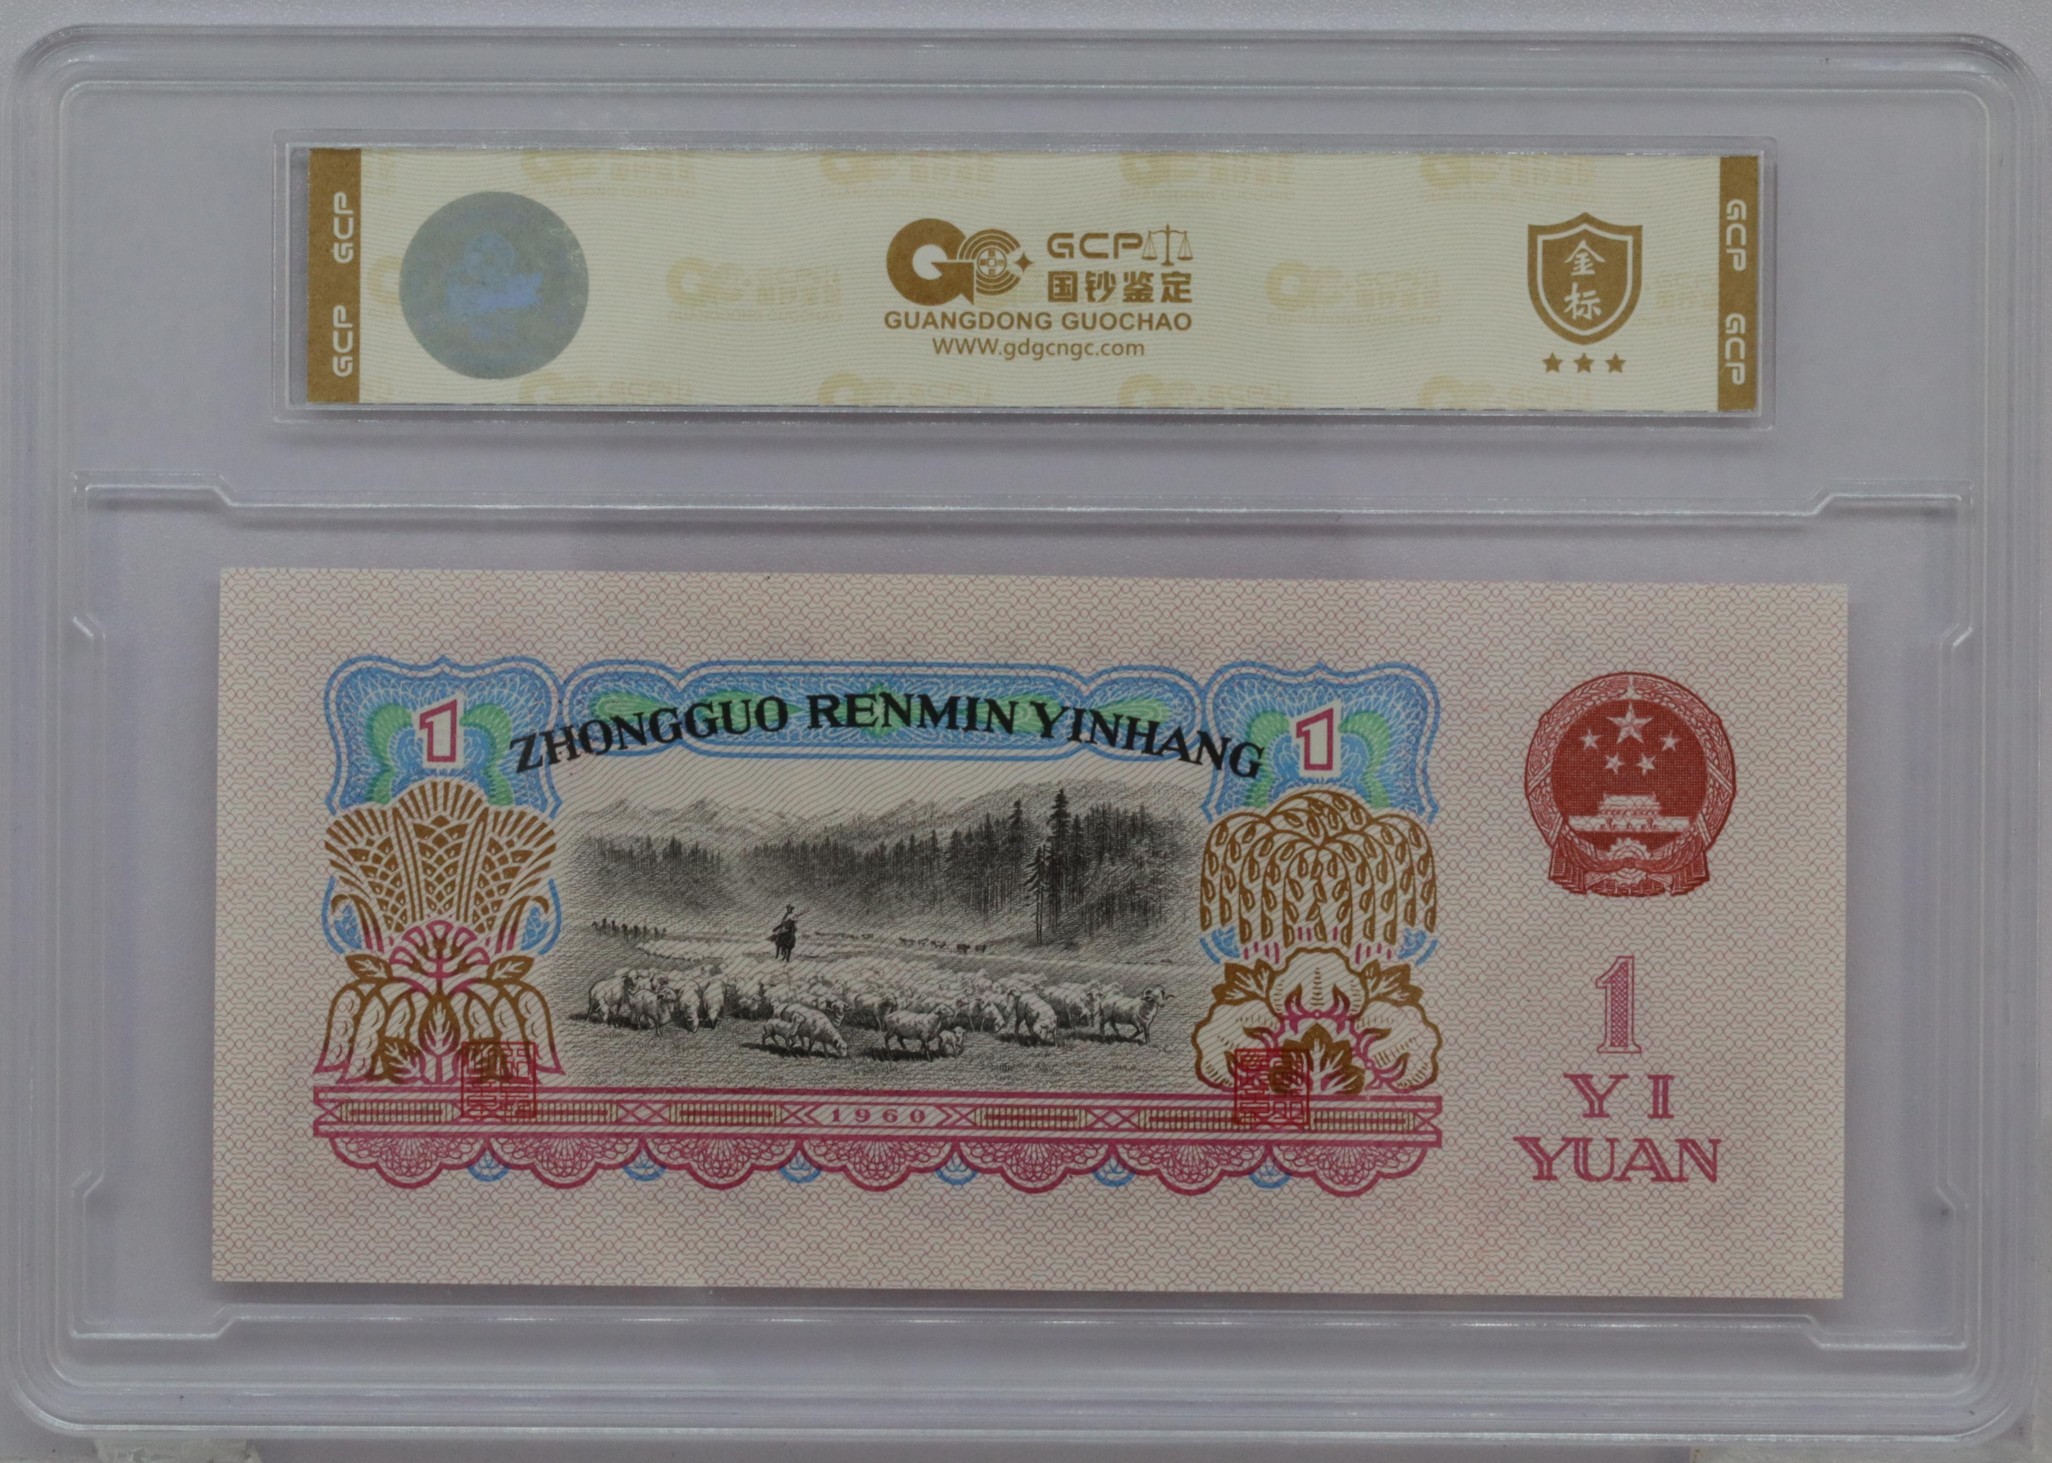 GCP GCP
GCP
国钞鉴定
GUANGDONG GUOCHAO
WWW.gdgcngc.com
金标
GCP GCP
1
ZHONGGUO RENMIN YINHANG
1
1960
1
YI
YUAN